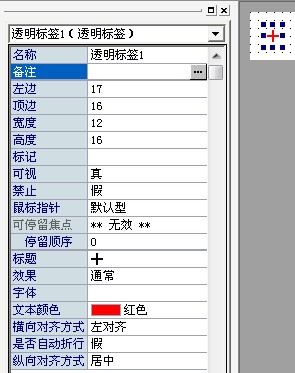 透明标签1（透明标签）
名称 透明标签1
备注 ...
左边 17
顶边 16
宽度 12
高度 16
标记
可视 真
禁止 假
鼠标指针 默认型
可停留焦点 ** 无效 **
停留顺序 0
标题 ＋
效果 通常
字体
文本颜色 红色
横向对齐方式 左对齐
是否自动折行 假
纵向对齐方式 居中